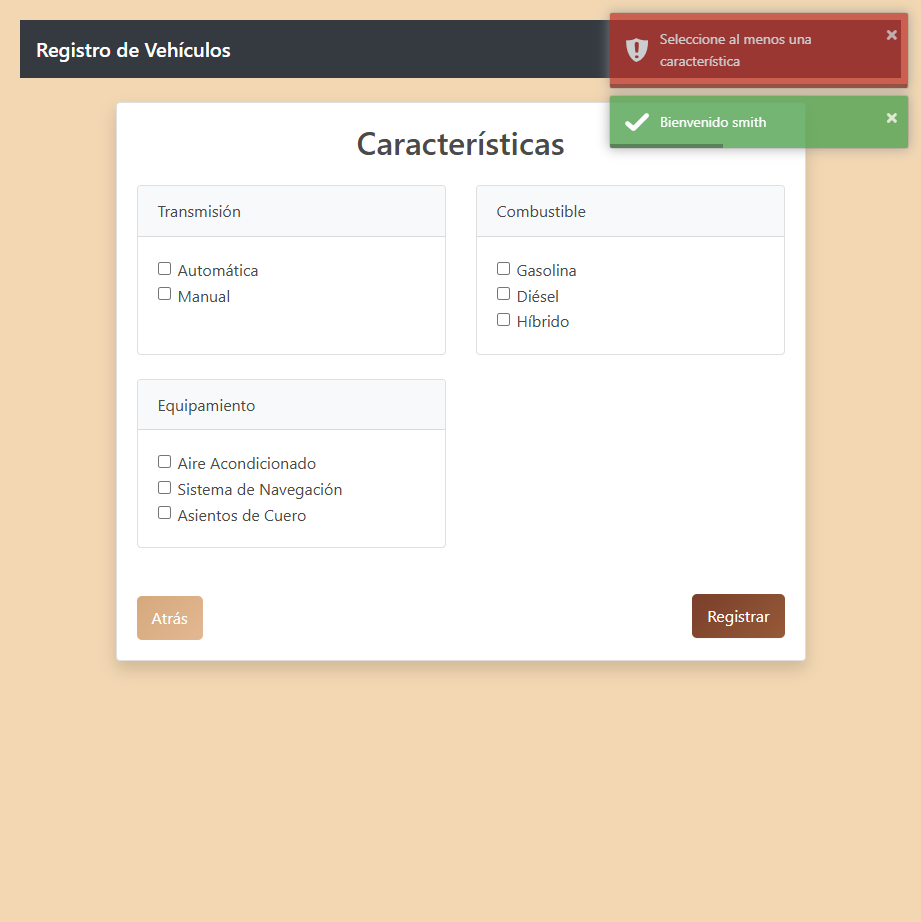 Registro de Vehículos
Seleccione al menos una
característica
×
Bienvenido smith
×
Características
Transmisión
Automática
Manual
Combustible
Gasolina
Diésel
Híbrido
Equipamiento
Aire Acondicionado
Sistema de Navegación
Asientos de Cuero
Atrás
Registrar